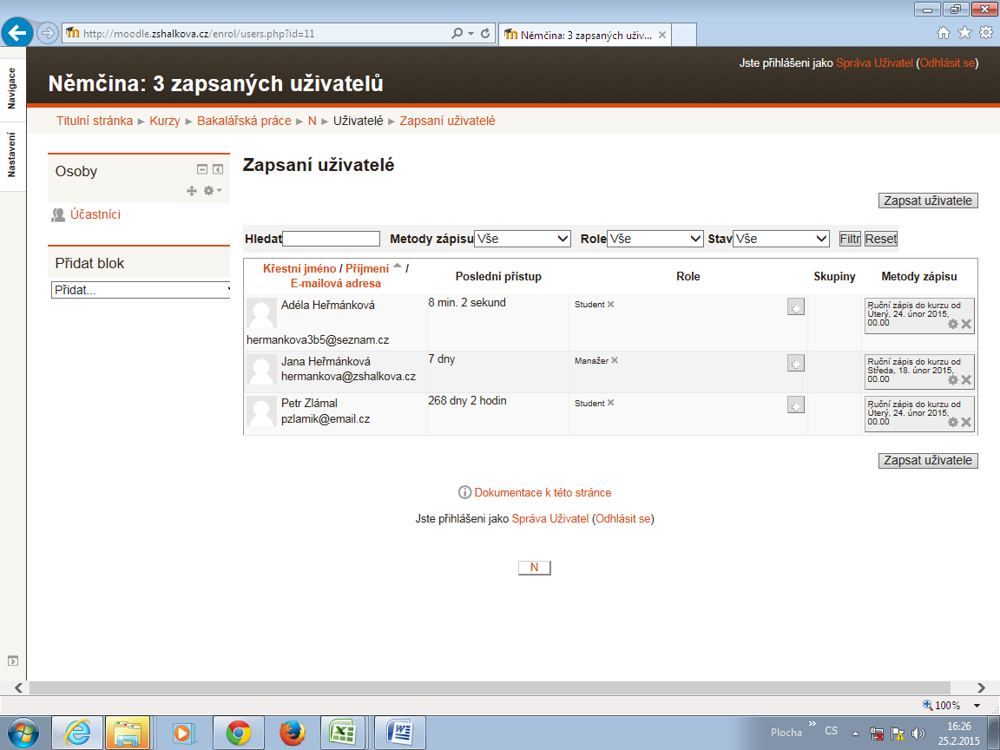 http://moodle.zshalkova.cz/enrol/users.php?id=11
Němčina: 3 zapsaných uživ...
Navigace
Nastavení
Jste přihlášeni jako Správa Uživatel (Odhlásit se)
Němčina: 3 zapsaných uživatelů
Titulní stránka ► Kurzy ► Bakalářská práce ► N ► Uživatelé ► Zapsaní uživatelé
Osoby
Účastníci
Přidat blok
Přidat...
Zapsaní uživatelé
Zapsat uživatele
Hledat Metody zápisu Vše Role Vše Stav Vše Filtr Reset
Křestní jméno / Příjmení /
E-mailová adresa
Poslední přístup
Role
Skupiny
Metody zápisu
Adéla Heřmánková
hermankova3b5@seznam.cz
8 min. 2 sekund
Student
Ruční zápis do kurzu od
Úterý, 24. únor 2015,
00.00
Jana Heřmánková
hermankova@zshalkova.cz
7 dny
Manažer
Ruční zápis do kurzu od
Středa, 18. únor 2015,
00.00
Petr Zlámal
pzlamik@email.cz
268 dny 2 hodin
Student
Ruční zápis do kurzu od
Úterý, 24. únor 2015,
00.00
Zapsat uživatele
Dokumentace k této stránce
Jste přihlášeni jako Správa Uživatel (Odhlásit se)
N
100%
Plocha
CS
16:26
25.2.2015